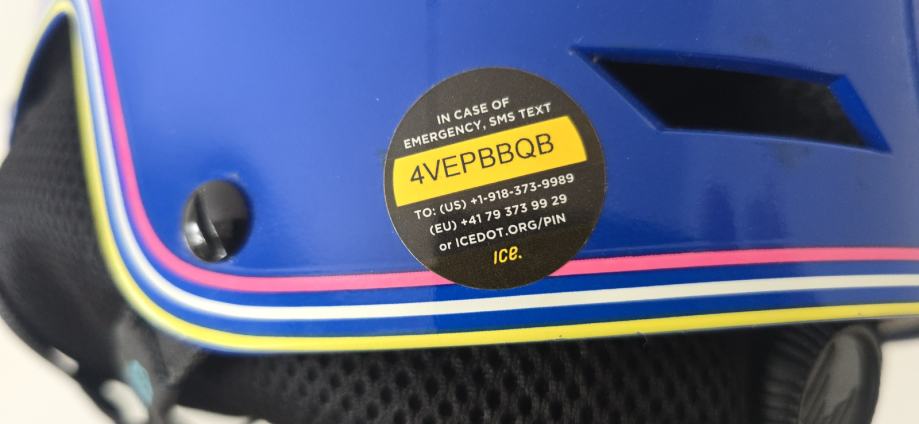 IN CASE OF
EMERGENCY, SMS TEXT
4VEPBBQB
TO: (US) +1-918-373-9989
(EU) +41 79 373 99 29
or ICEDOT.ORG/PIN
ice.